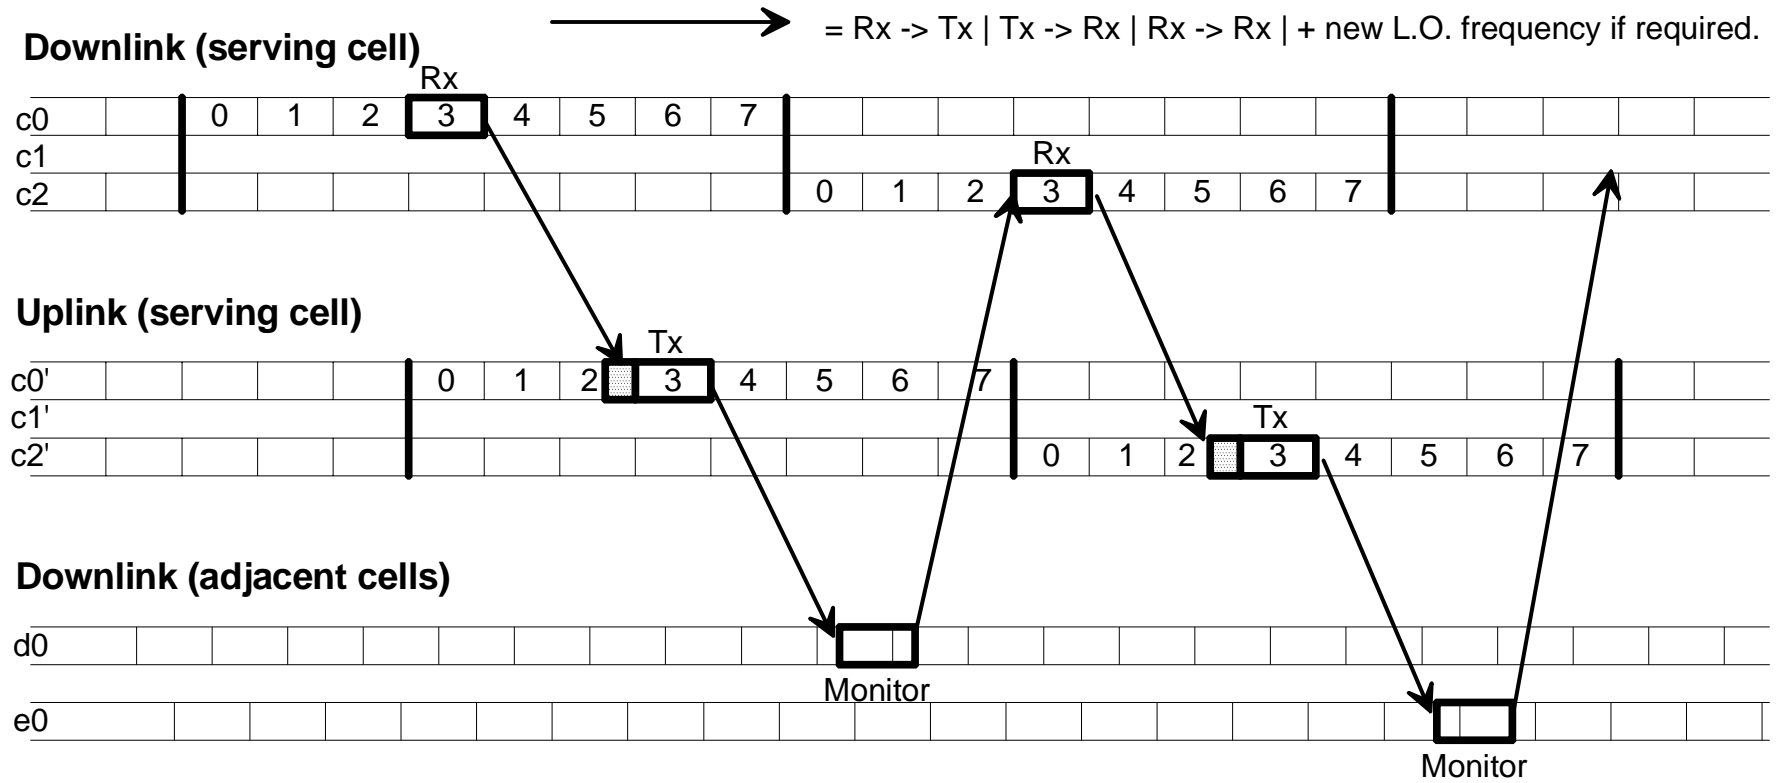 = Rx -> Tx | Tx -> Rx | Rx -> Rx | + new L.O. frequency if required.
Downlink (serving cell)
Rx
c0 0 1 2 3 4 5 6 7
c1 Rx
c2 0 1 2 3 4 5 6 7
Uplink (serving cell)
Tx
c0' 0 1 2 3 4 5 6 7
c1' Tx
c2' 0 1 2 3 4 5 6 7
Downlink (adjacent cells)
d0
Monitor
e0
Monitor